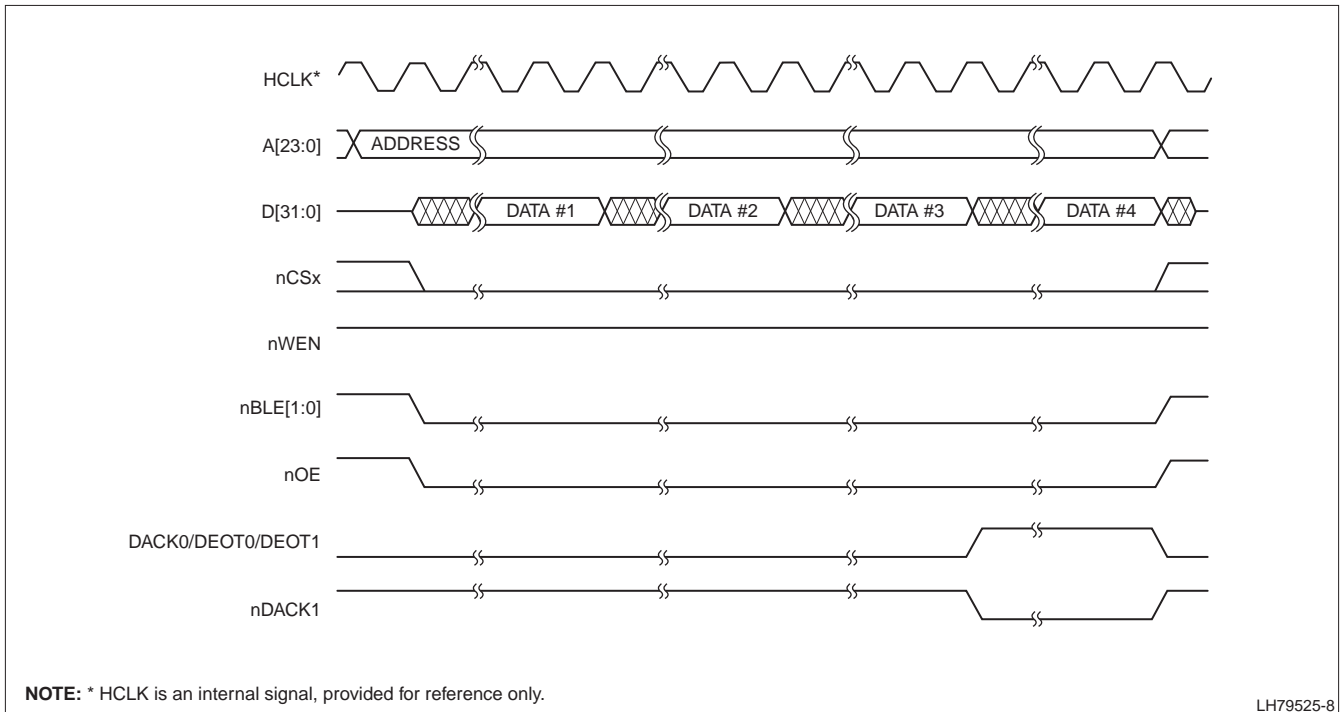 HCLK*
A[23:0]
ADDRESS
D[31:0]
DATA #1 DATA #2 DATA #3 DATA #4
nCSx
nWEN
nBLE[1:0]
nOE
DACK0/DEOT0/DEOT1
nDACK1
NOTE: * HCLK is an internal signal, provided for reference only.
LH79525-8